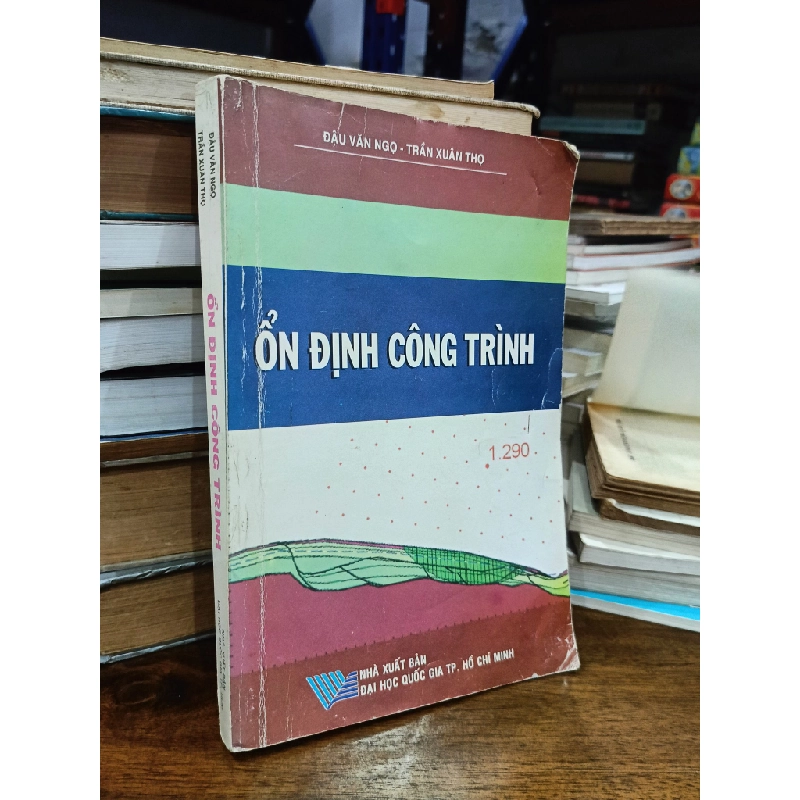 ĐẬU VĂN NGỌ - TRẦN XUÂN THỌ
ỔN ĐỊNH CÔNG TRÌNH
1.290
NHÀ XUẤT BẢN
ĐẠI HỌC QUỐC GIA TP. HỒ CHÍ MINH
ĐẬU VĂN NGỌ
TRẦN XUÂN THỌ
ỔN ĐỊNH CÔNG TRÌNH